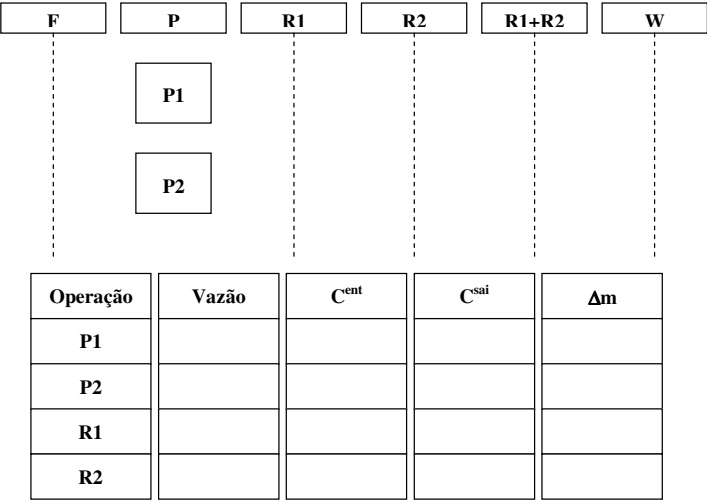 F P R1 R2 R1+R2 W
P1
P2
Operação Vazão C^ent C^sai Δm
P1
P2
R1
R2